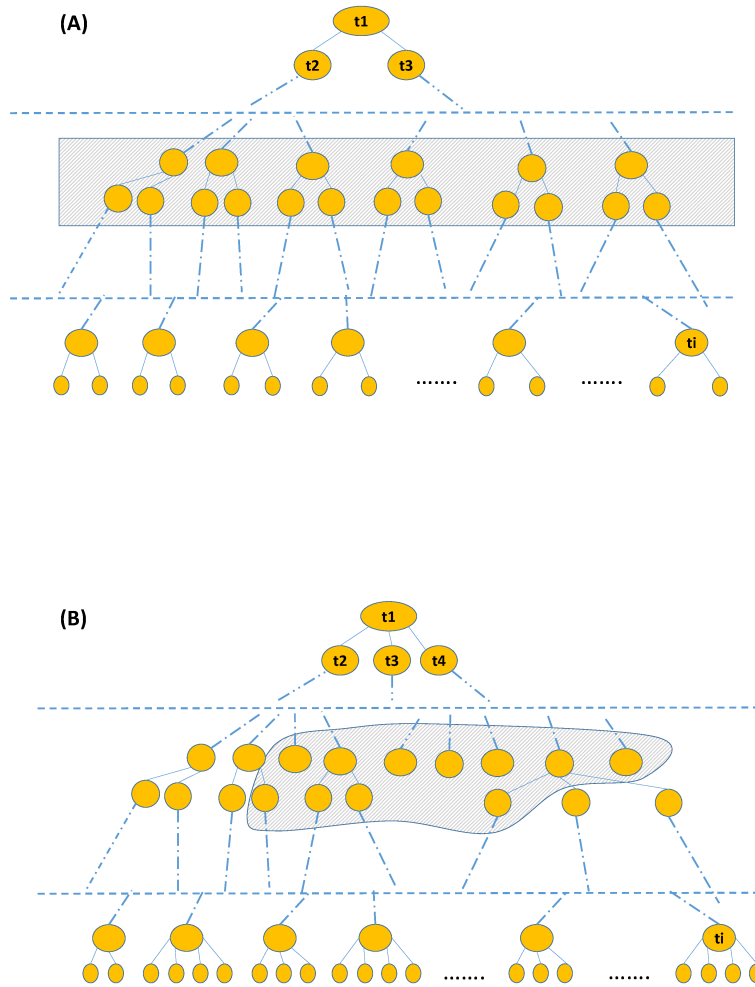 (A)
t1
t2 t3
ti
....... .......
(B)
t1
t2 t3 t4
ti
....... .......